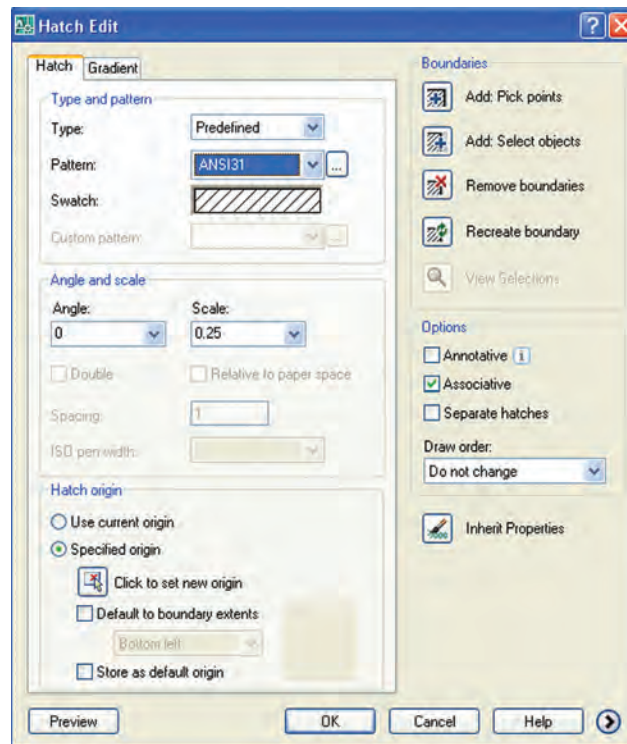 Hatch Edit
Hatch
Gradient
Type and pattern
Type:
Predefined
Pattern:
ANSI31
...
Swatch:
Custom pattern:
...
Angle and scale
Angle:
Scale:
0
0.25
Double
Relative to paper space
Spacing:
1
ISO pen width:
Hatch origin
Use current origin
Specified origin
Click to set new origin
Default to boundary extents
Bottom left
Store as default origin
Boundaries
Add: Pick points
Add: Select objects
Remove boundaries
Recreate boundary
View Selections
Options
Annotative
Associative
Separate hatches
Draw order:
Do not change
Inherit Properties
Preview
OK
Cancel
Help